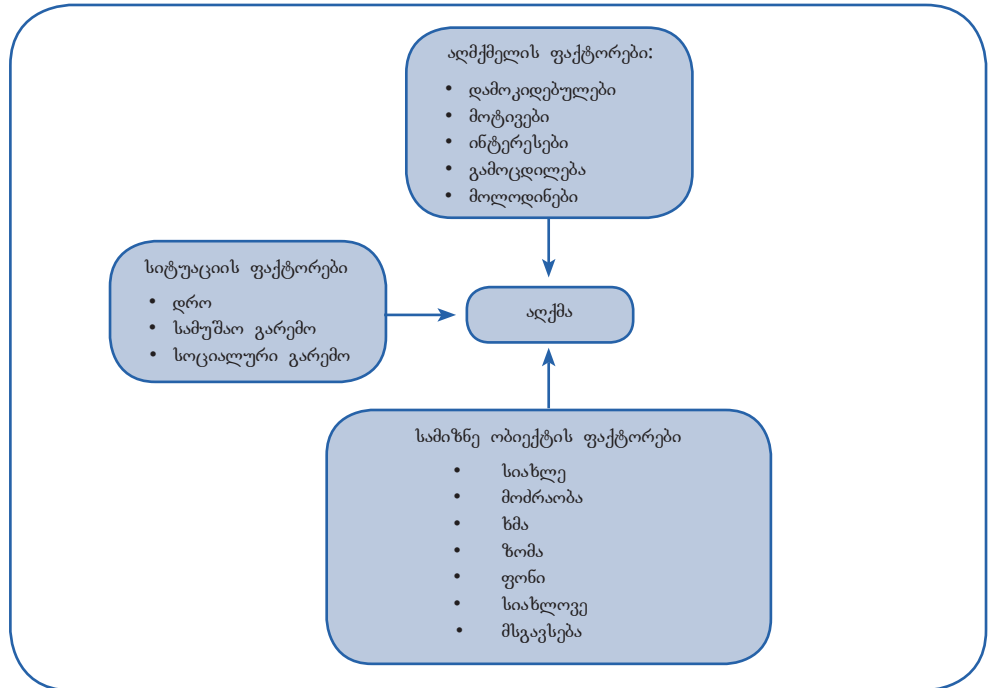 აღმქმელის ფაქტორები:
• დამოკიდებულები
• მოტივები
• ინტერესები
• გამოცდილება
• მოლოდინები
სიტუაციის ფაქტორები
• დრო
• სამუშაო გარემო
• სოციალური გარემო
აღქმა
სამიზნე ობიექტის ფაქტორები
• სიახლე
• მოძრაობა
• ხმა
• ზომა
• ფონი
• სიახლოვე
• მსგავსება